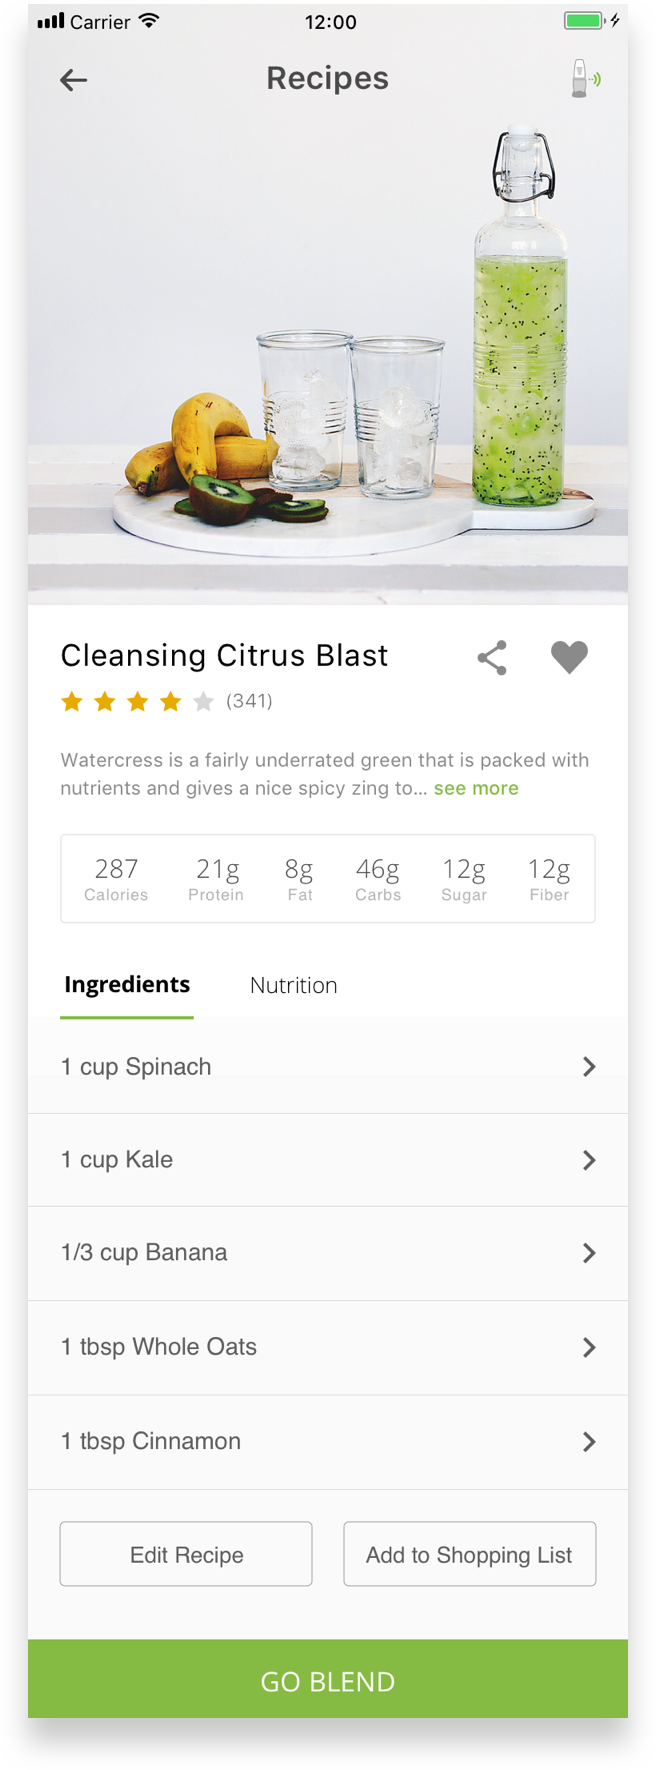 Carrier 12:00
Recipes
Cleansing Citrus Blast
(341)
Watercress is a fairly underrated green that is packed with
nutrients and gives a nice spicy zing to... see more
287 21g 8g 46g 12g 12g
Calories Protein Fat Carbs Sugar Fiber
Ingredients Nutrition
1 cup Spinach
1 cup Kale
1/3 cup Banana
1 tbsp Whole Oats
1 tbsp Cinnamon
Edit Recipe Add to Shopping List
GO BLEND